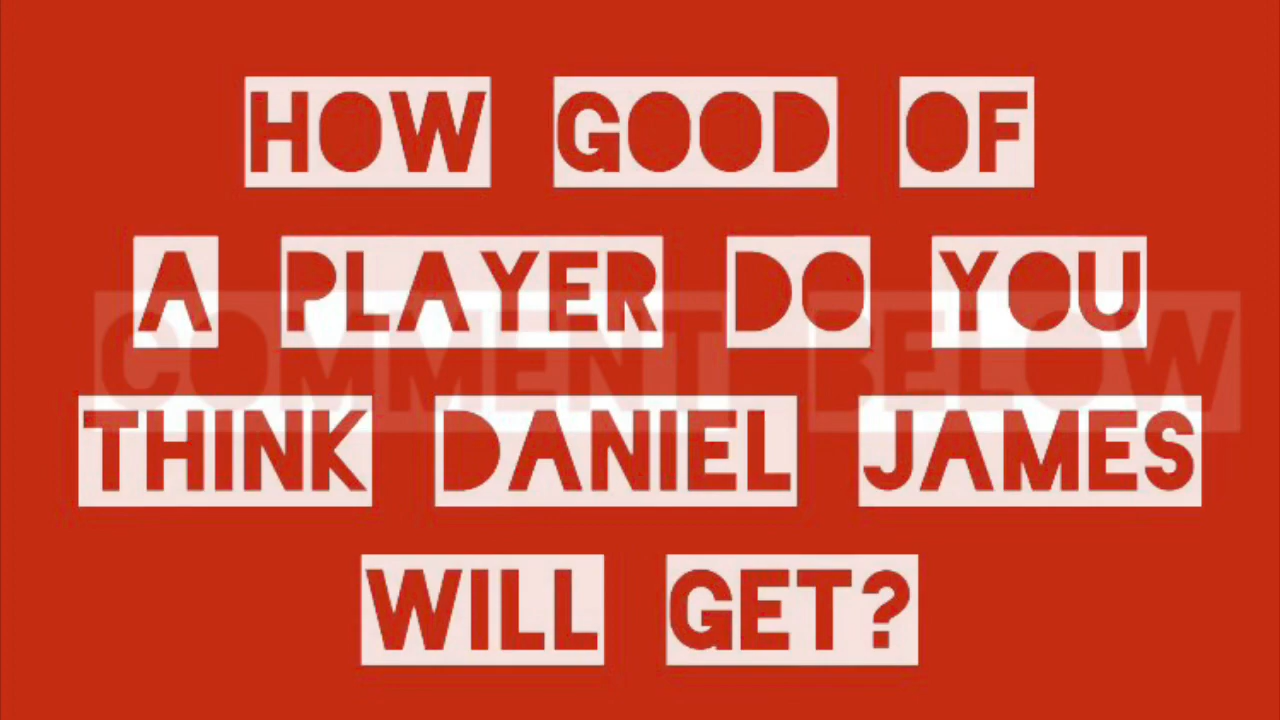 HOW GOOD OF
A PLAYER DO YOU
COMMENT BELOW
THINK DANIEL JAMES
WILL GET?